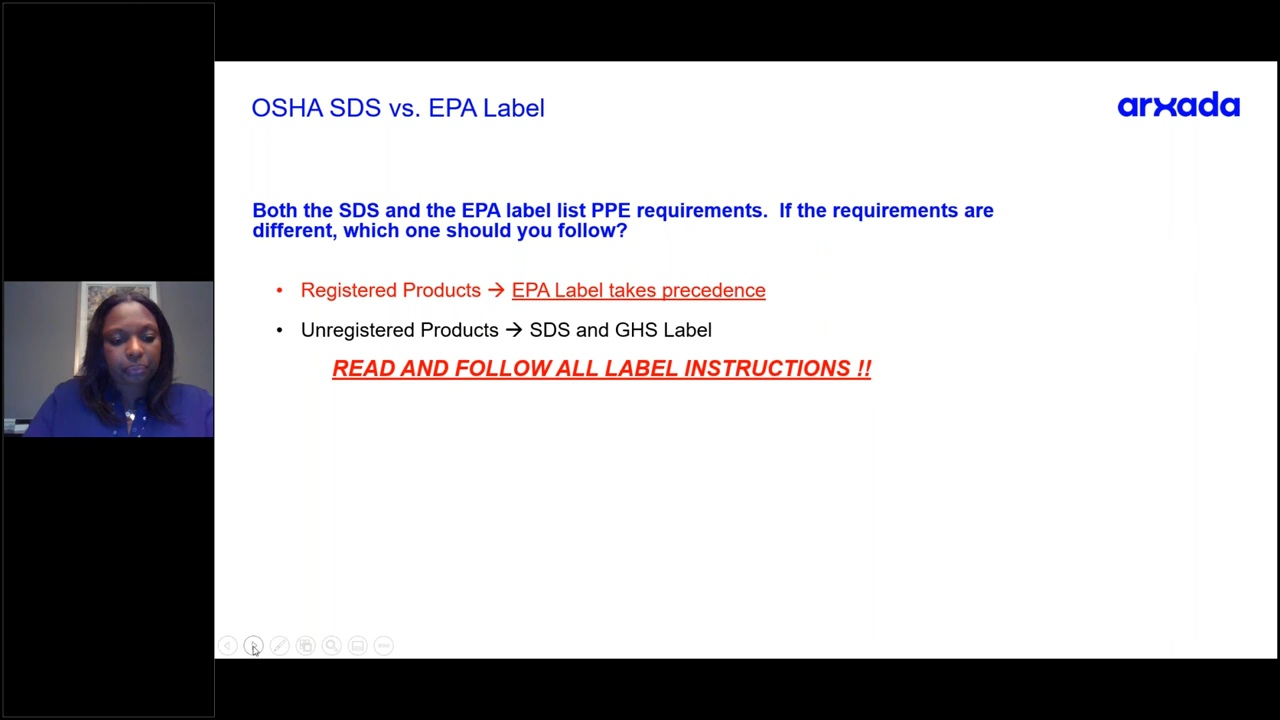 OSHA SDS vs. EPA Label
arxada
Both the SDS and the EPA label list PPE requirements.  If the requirements are
different, which one should you follow?
• Registered Products → EPA Label takes precedence
• Unregistered Products → SDS and GHS Label
READ AND FOLLOW ALL LABEL INSTRUCTIONS !!